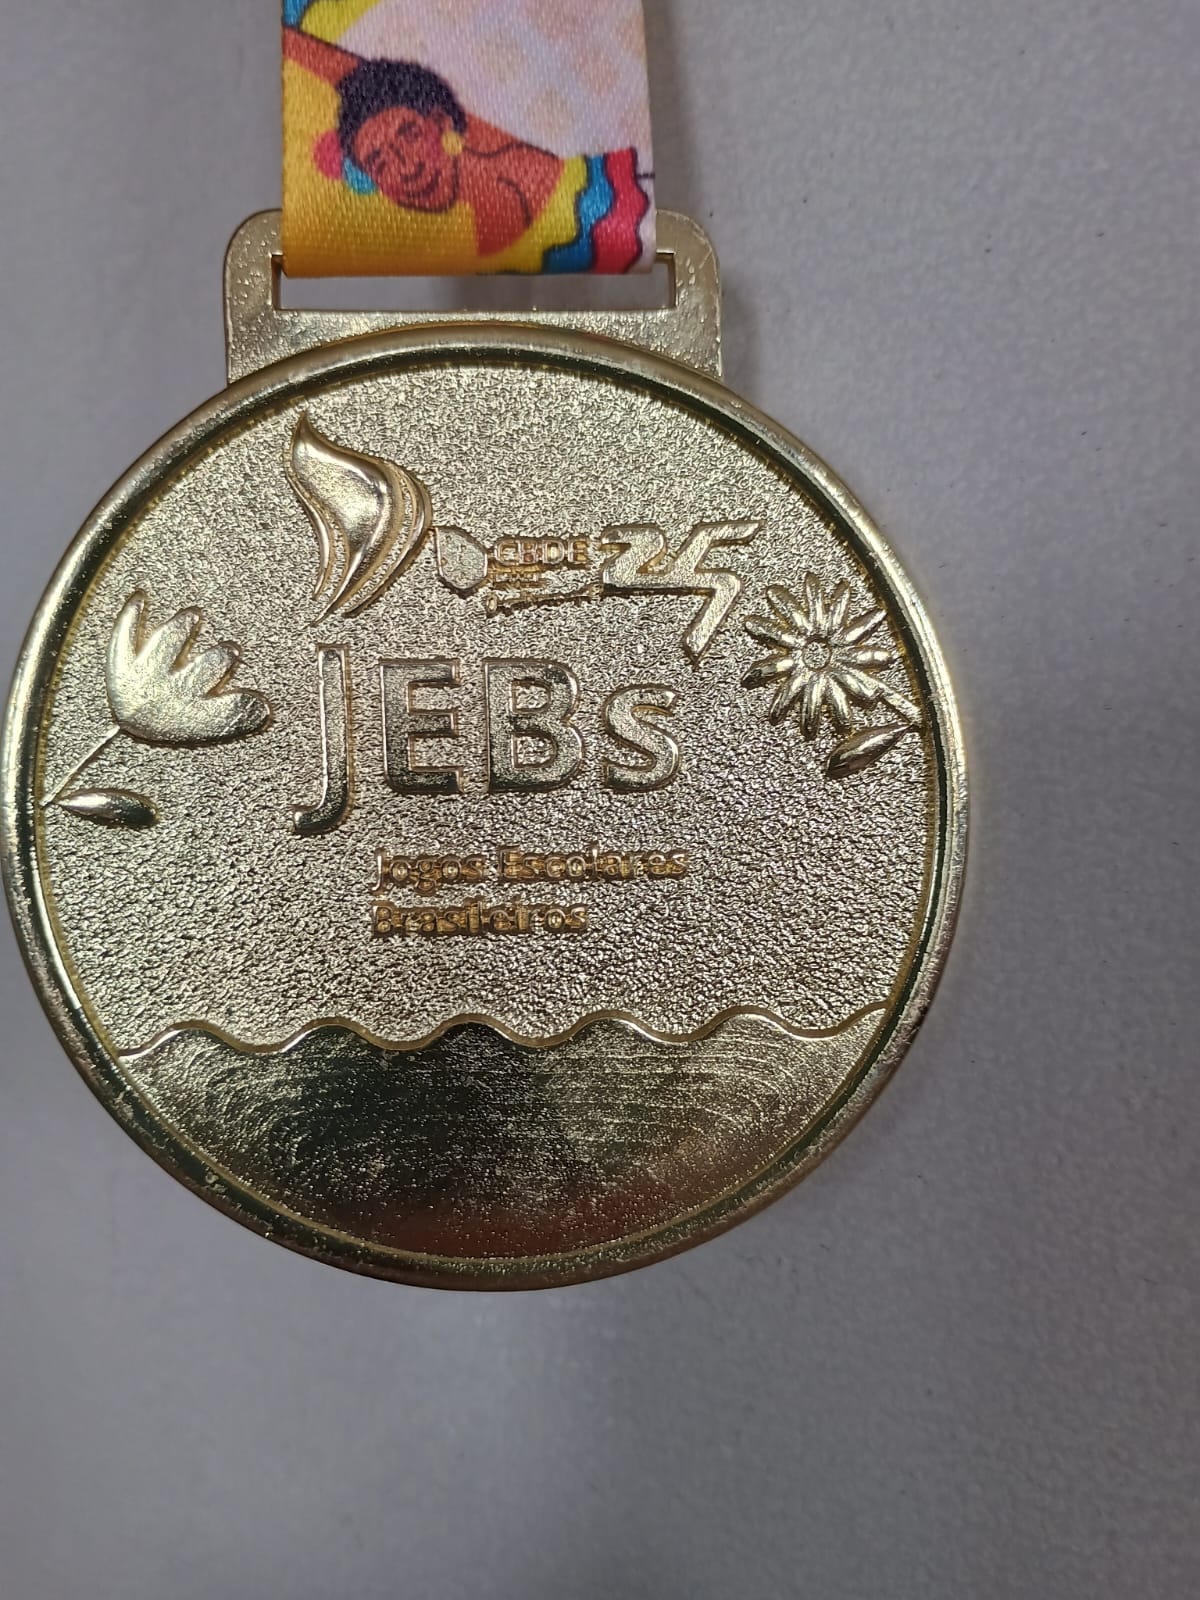 CBDE 25
JEBs
Jogos Escolares
Brasileiros